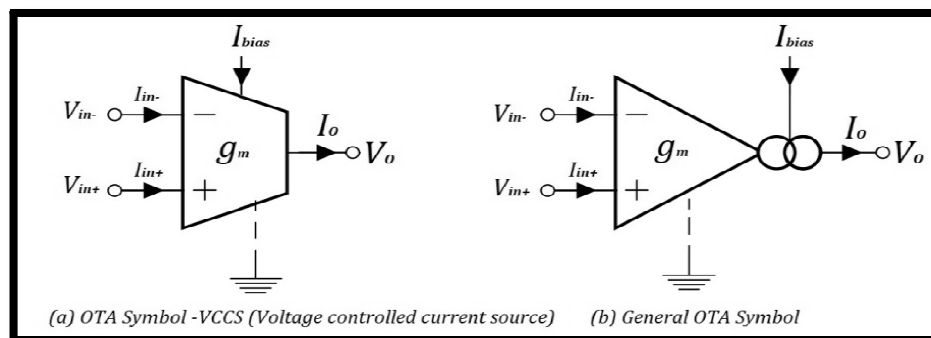 I_bias I_bias
V_in- I_in- − V_in- I_in- −
g_m I_o V_o g_m I_o V_o
V_in+ I_in+ + V_in+ I_in+ +
(a) OTA Symbol -VCCS (Voltage controlled current source) (b) General OTA Symbol